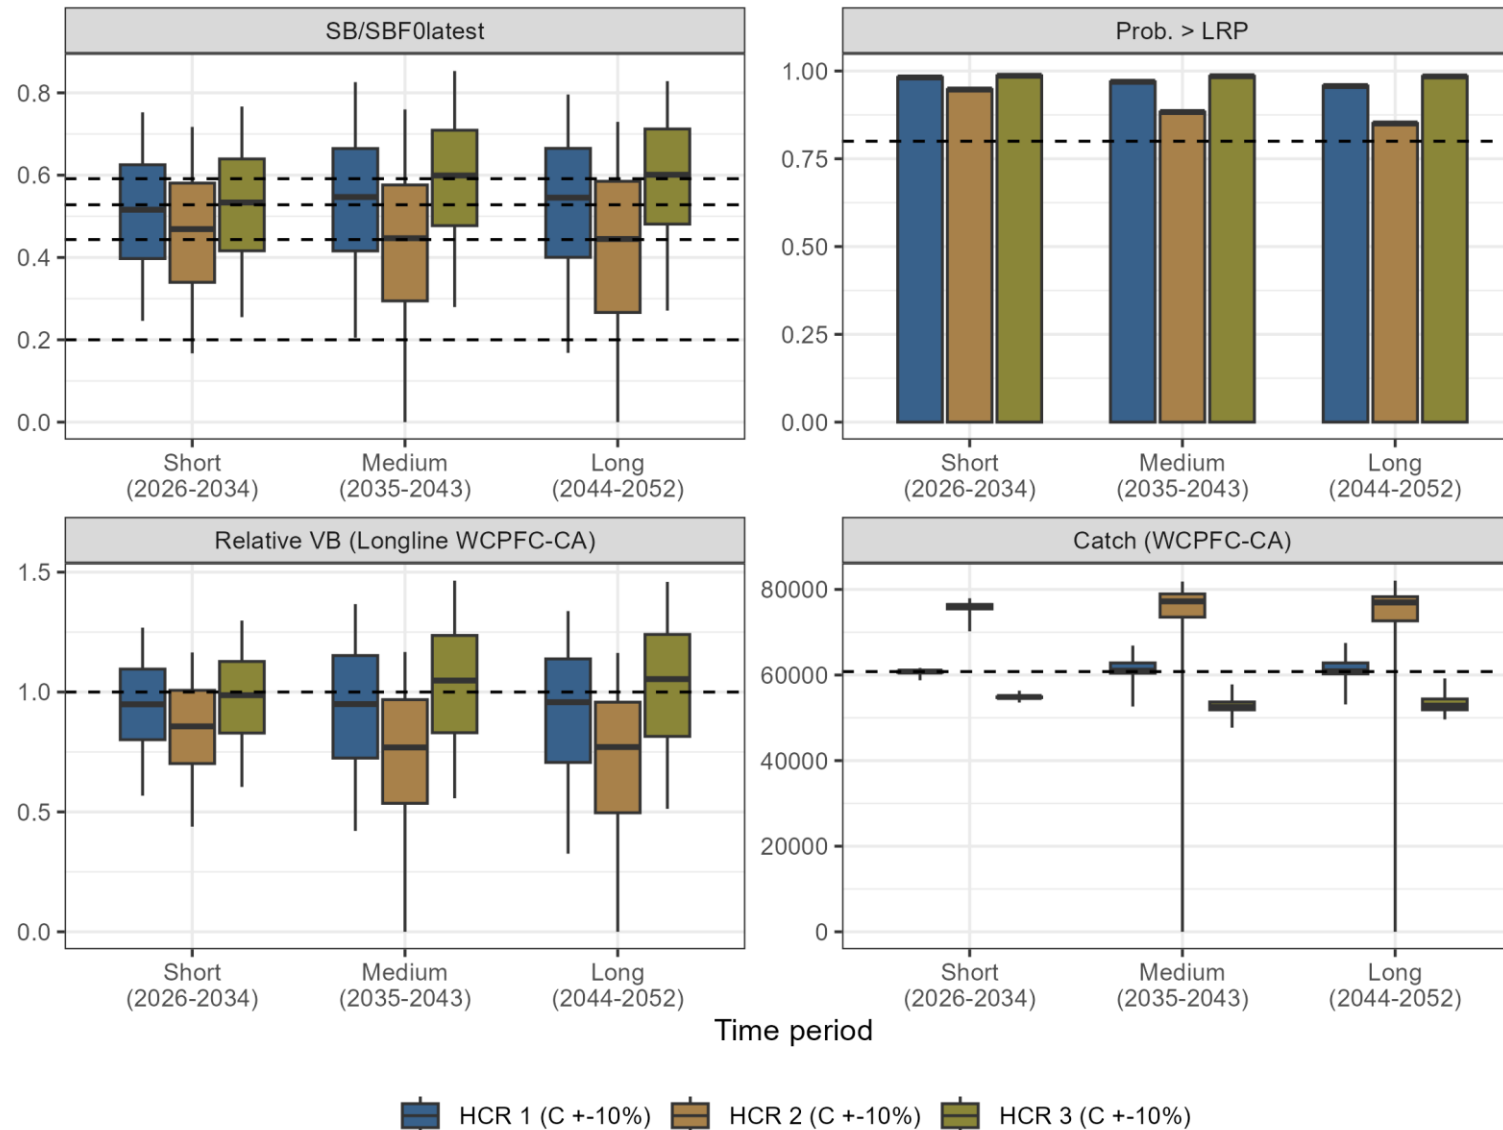 SB/SBF0latest
0.8
0.6
0.4
0.2
0.0
Short
(2026-2034)
Medium
(2035-2043)
Long
(2044-2052)
Prob. > LRP
1.00
0.75
0.50
0.25
0.00
Short
(2026-2034)
Medium
(2035-2043)
Long
(2044-2052)
Relative VB (Longline WCPFC-CA)
1.5
1.0
0.5
0.0
Short
(2026-2034)
Medium
(2035-2043)
Long
(2044-2052)
Catch (WCPFC-CA)
80000
60000
40000
20000
0
Short
(2026-2034)
Medium
(2035-2043)
Long
(2044-2052)
Time period
HCR 1 (C +-10%)
HCR 2 (C +-10%)
HCR 3 (C +-10%)